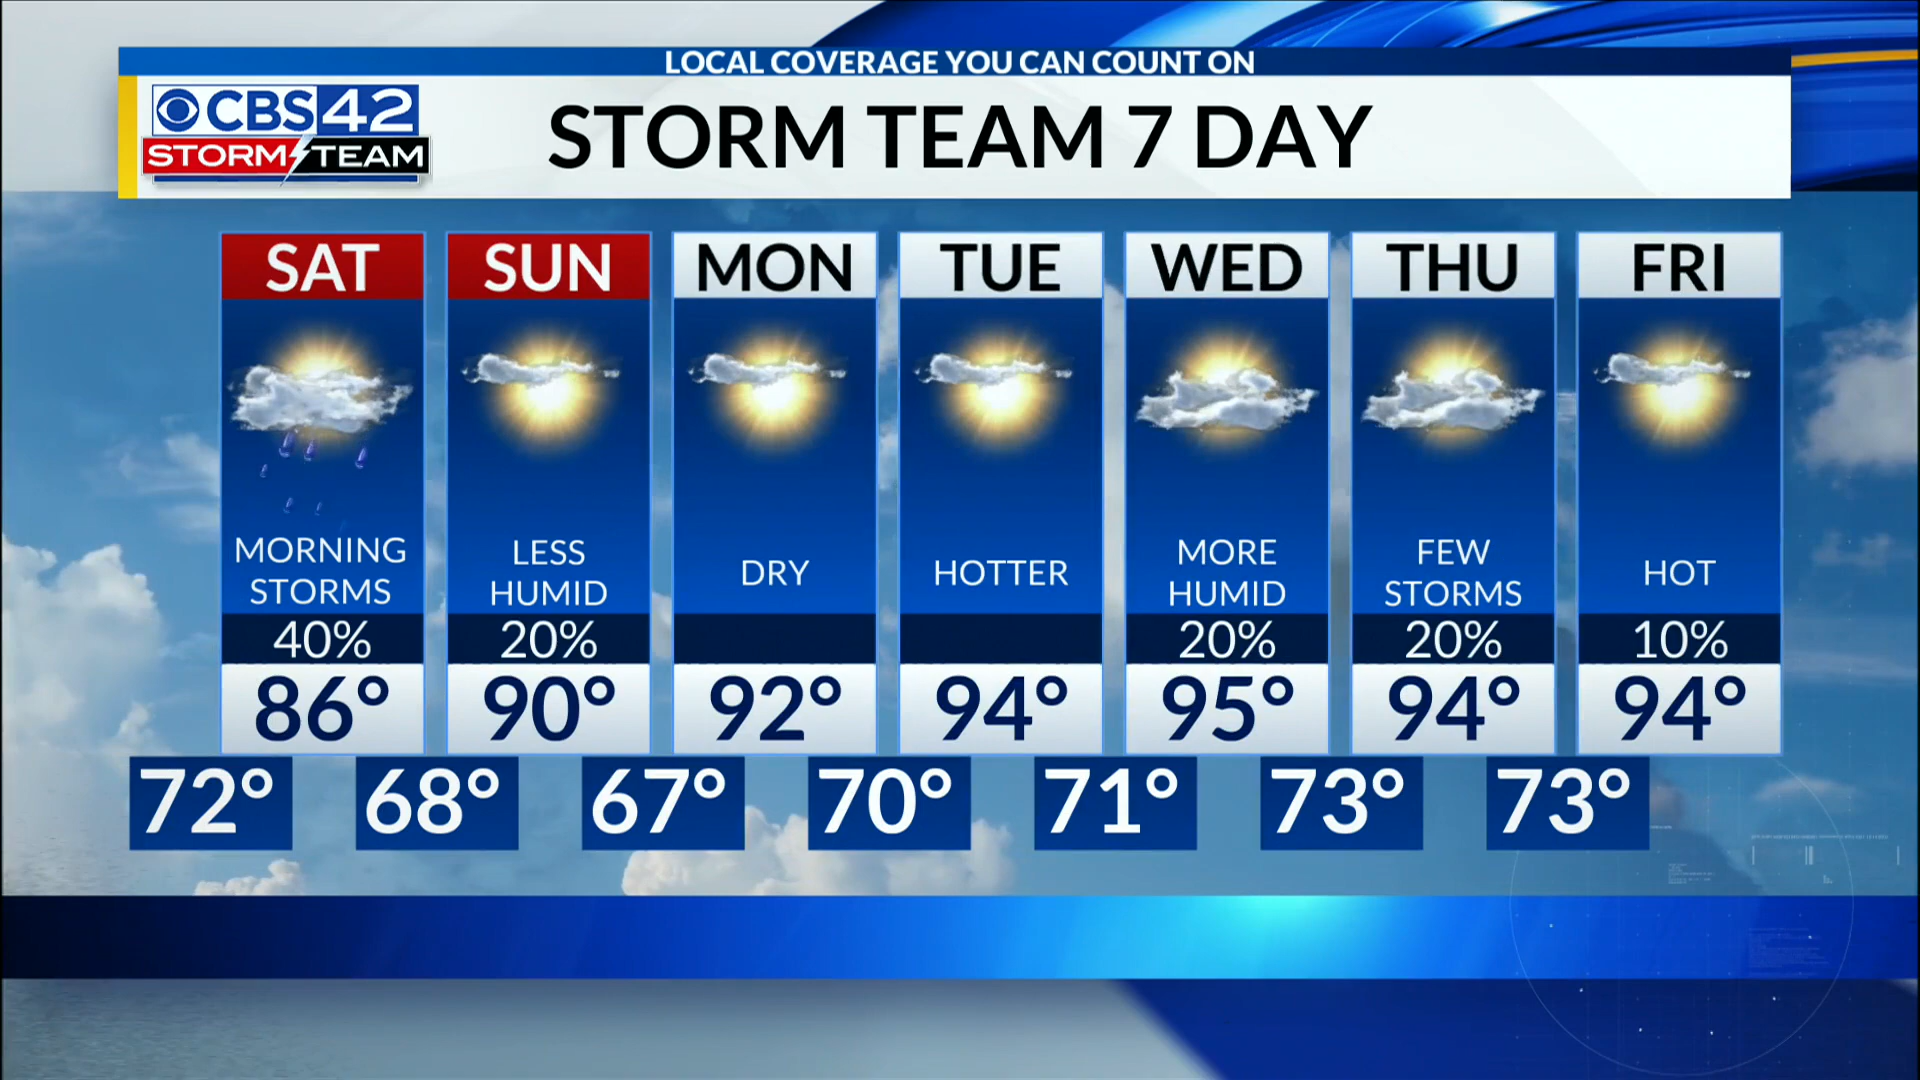 LOCAL COVERAGE YOU CAN COUNT ON
CBS 42
STORM TEAM
STORM TEAM 7 DAY
SAT SUN MON TUE WED THU FRI
MORNING STORMS
LESS HUMID
DRY
HOTTER
MORE HUMID
FEW STORMS
HOT
40% 20% 20% 20% 10%
86° 90° 92° 94° 95° 94° 94°
72° 68° 67° 70° 71° 73° 73°